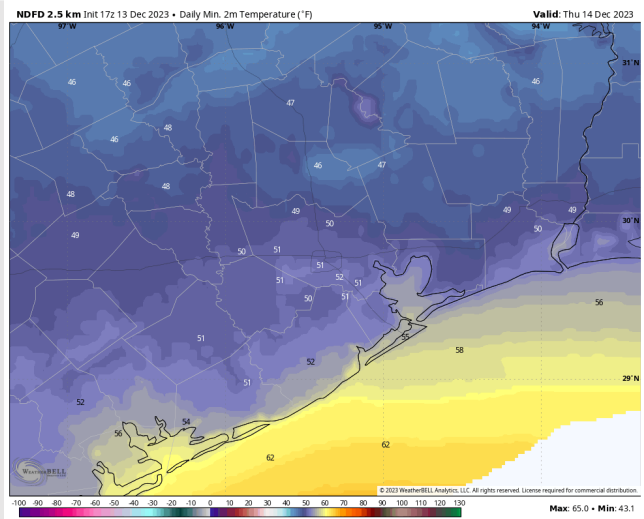 NDFD 2.5 km Init 17z 13 Dec 2023 • Daily Min. 2m Temperature (°F) Valid: Thu 14 Dec 2023
97°W 96°W 95°W 94°W
31°N
46 46 46
47
46 48
46 47
48 48
49 49 49
50 30°N
49 50
50 51
51
51 52 51
50 51
56
51 55
58
52
51 29°N
52
54
56
62
62
WEATHERBELL
© 2023 WeatherBELL Analytics, LLC. All rights reserved. License required for commercial distribution.
-100 -90 -80 -70 -60 -50 -40 -30 -20 -10 0 10 20 30 40 50 60 70 80 90 100 110 120 130
Max: 65.0 • Min: 43.1